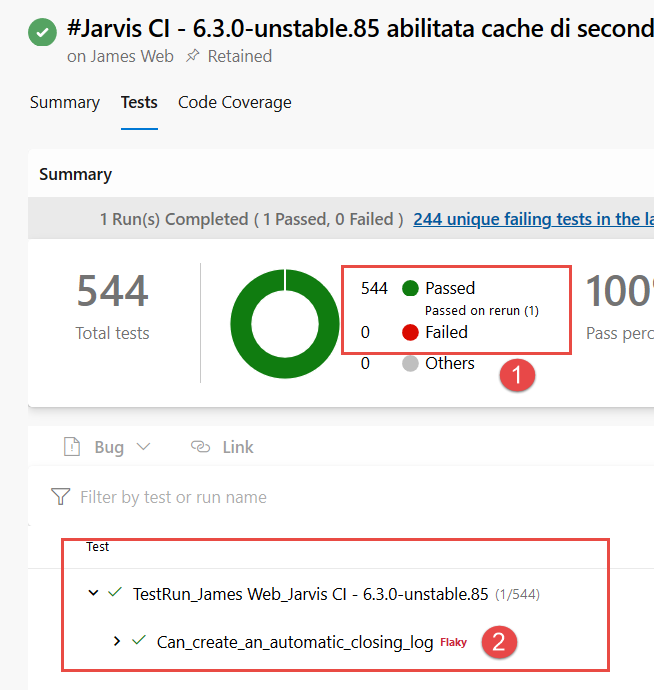 #Jarvis CI - 6.3.0-unstable.85 abilitata cache di second
on James Web Retained
Summary Tests Code Coverage
Summary
1 Run(s) Completed ( 1 Passed, 0 Failed ) 244 unique failing tests in the la
544
Total tests
544 Passed
Passed on rerun (1)
0 Failed
0 Others
1
100%
Pass perc
Bug Link
Filter by test or run name
Test
TestRun_James Web_Jarvis CI - 6.3.0-unstable.85 (1/544)
Can_create_an_automatic_closing_log Flaky 2